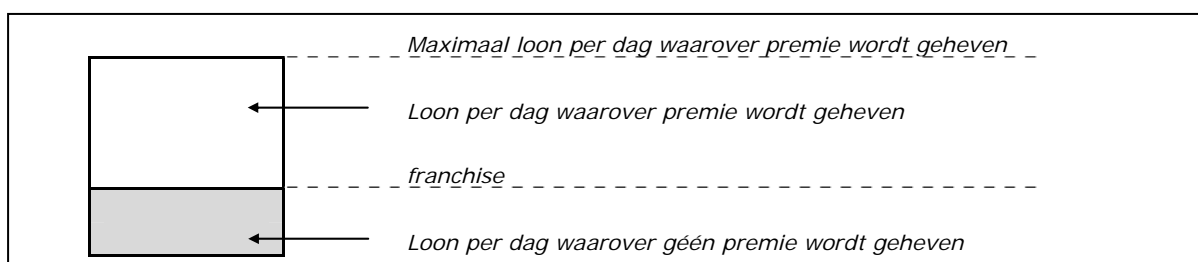 Maximaal loon per dag waarover premie wordt geheven
Loon per dag waarover premie wordt geheven
franchise
Loon per dag waarover géén premie wordt geheven